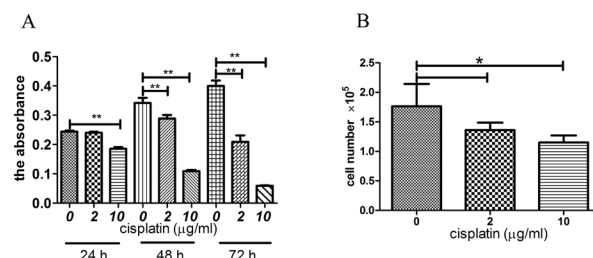 A
B
the absorbance
0.5
0.4
0.3
0.2
0.1
0.0
** ** ** ** **
0 2 10 0 2 10 0 2 10
cisplatin (μg/ml)
24 h 48 h 72 h
cell number ×10⁵
2.5
2.0
1.5
1.0
0.5
0.0
*
0 2 10
cisplatin (μg/ml)